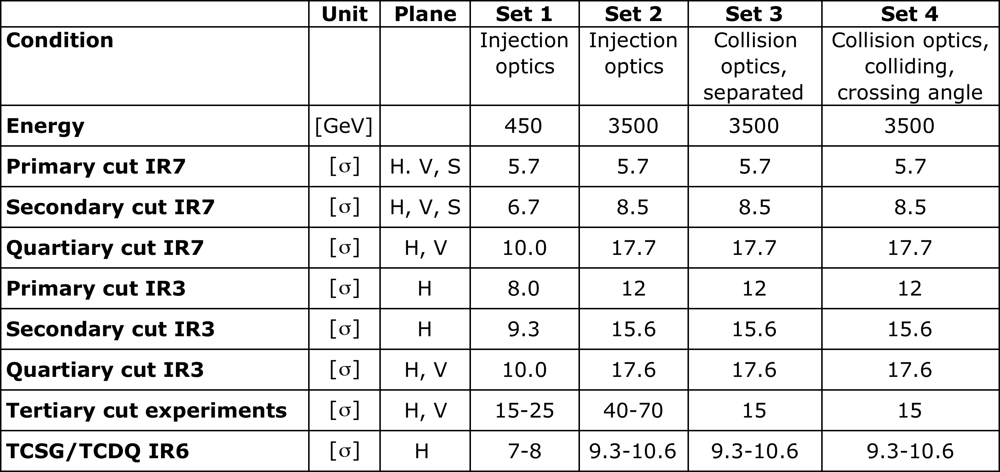 Unit Plane Set 1 Set 2 Set 3 Set 4
Condition Injection Injection Collision Collision optics,
optics optics optics, colliding,
separated crossing angle
Energy [GeV] 450 3500 3500 3500
Primary cut IR7 [σ] H. V, S 5.7 5.7 5.7 5.7
Secondary cut IR7 [σ] H, V, S 6.7 8.5 8.5 8.5
Quartiary cut IR7 [σ] H, V 10.0 17.7 17.7 17.7
Primary cut IR3 [σ] H 8.0 12 12 12
Secondary cut IR3 [σ] H 9.3 15.6 15.6 15.6
Quartiary cut IR3 [σ] H, V 10.0 17.6 17.6 17.6
Tertiary cut experiments [σ] H, V 15-25 40-70 15 15
TCSG/TCDQ IR6 [σ] H 7-8 9.3-10.6 9.3-10.6 9.3-10.6